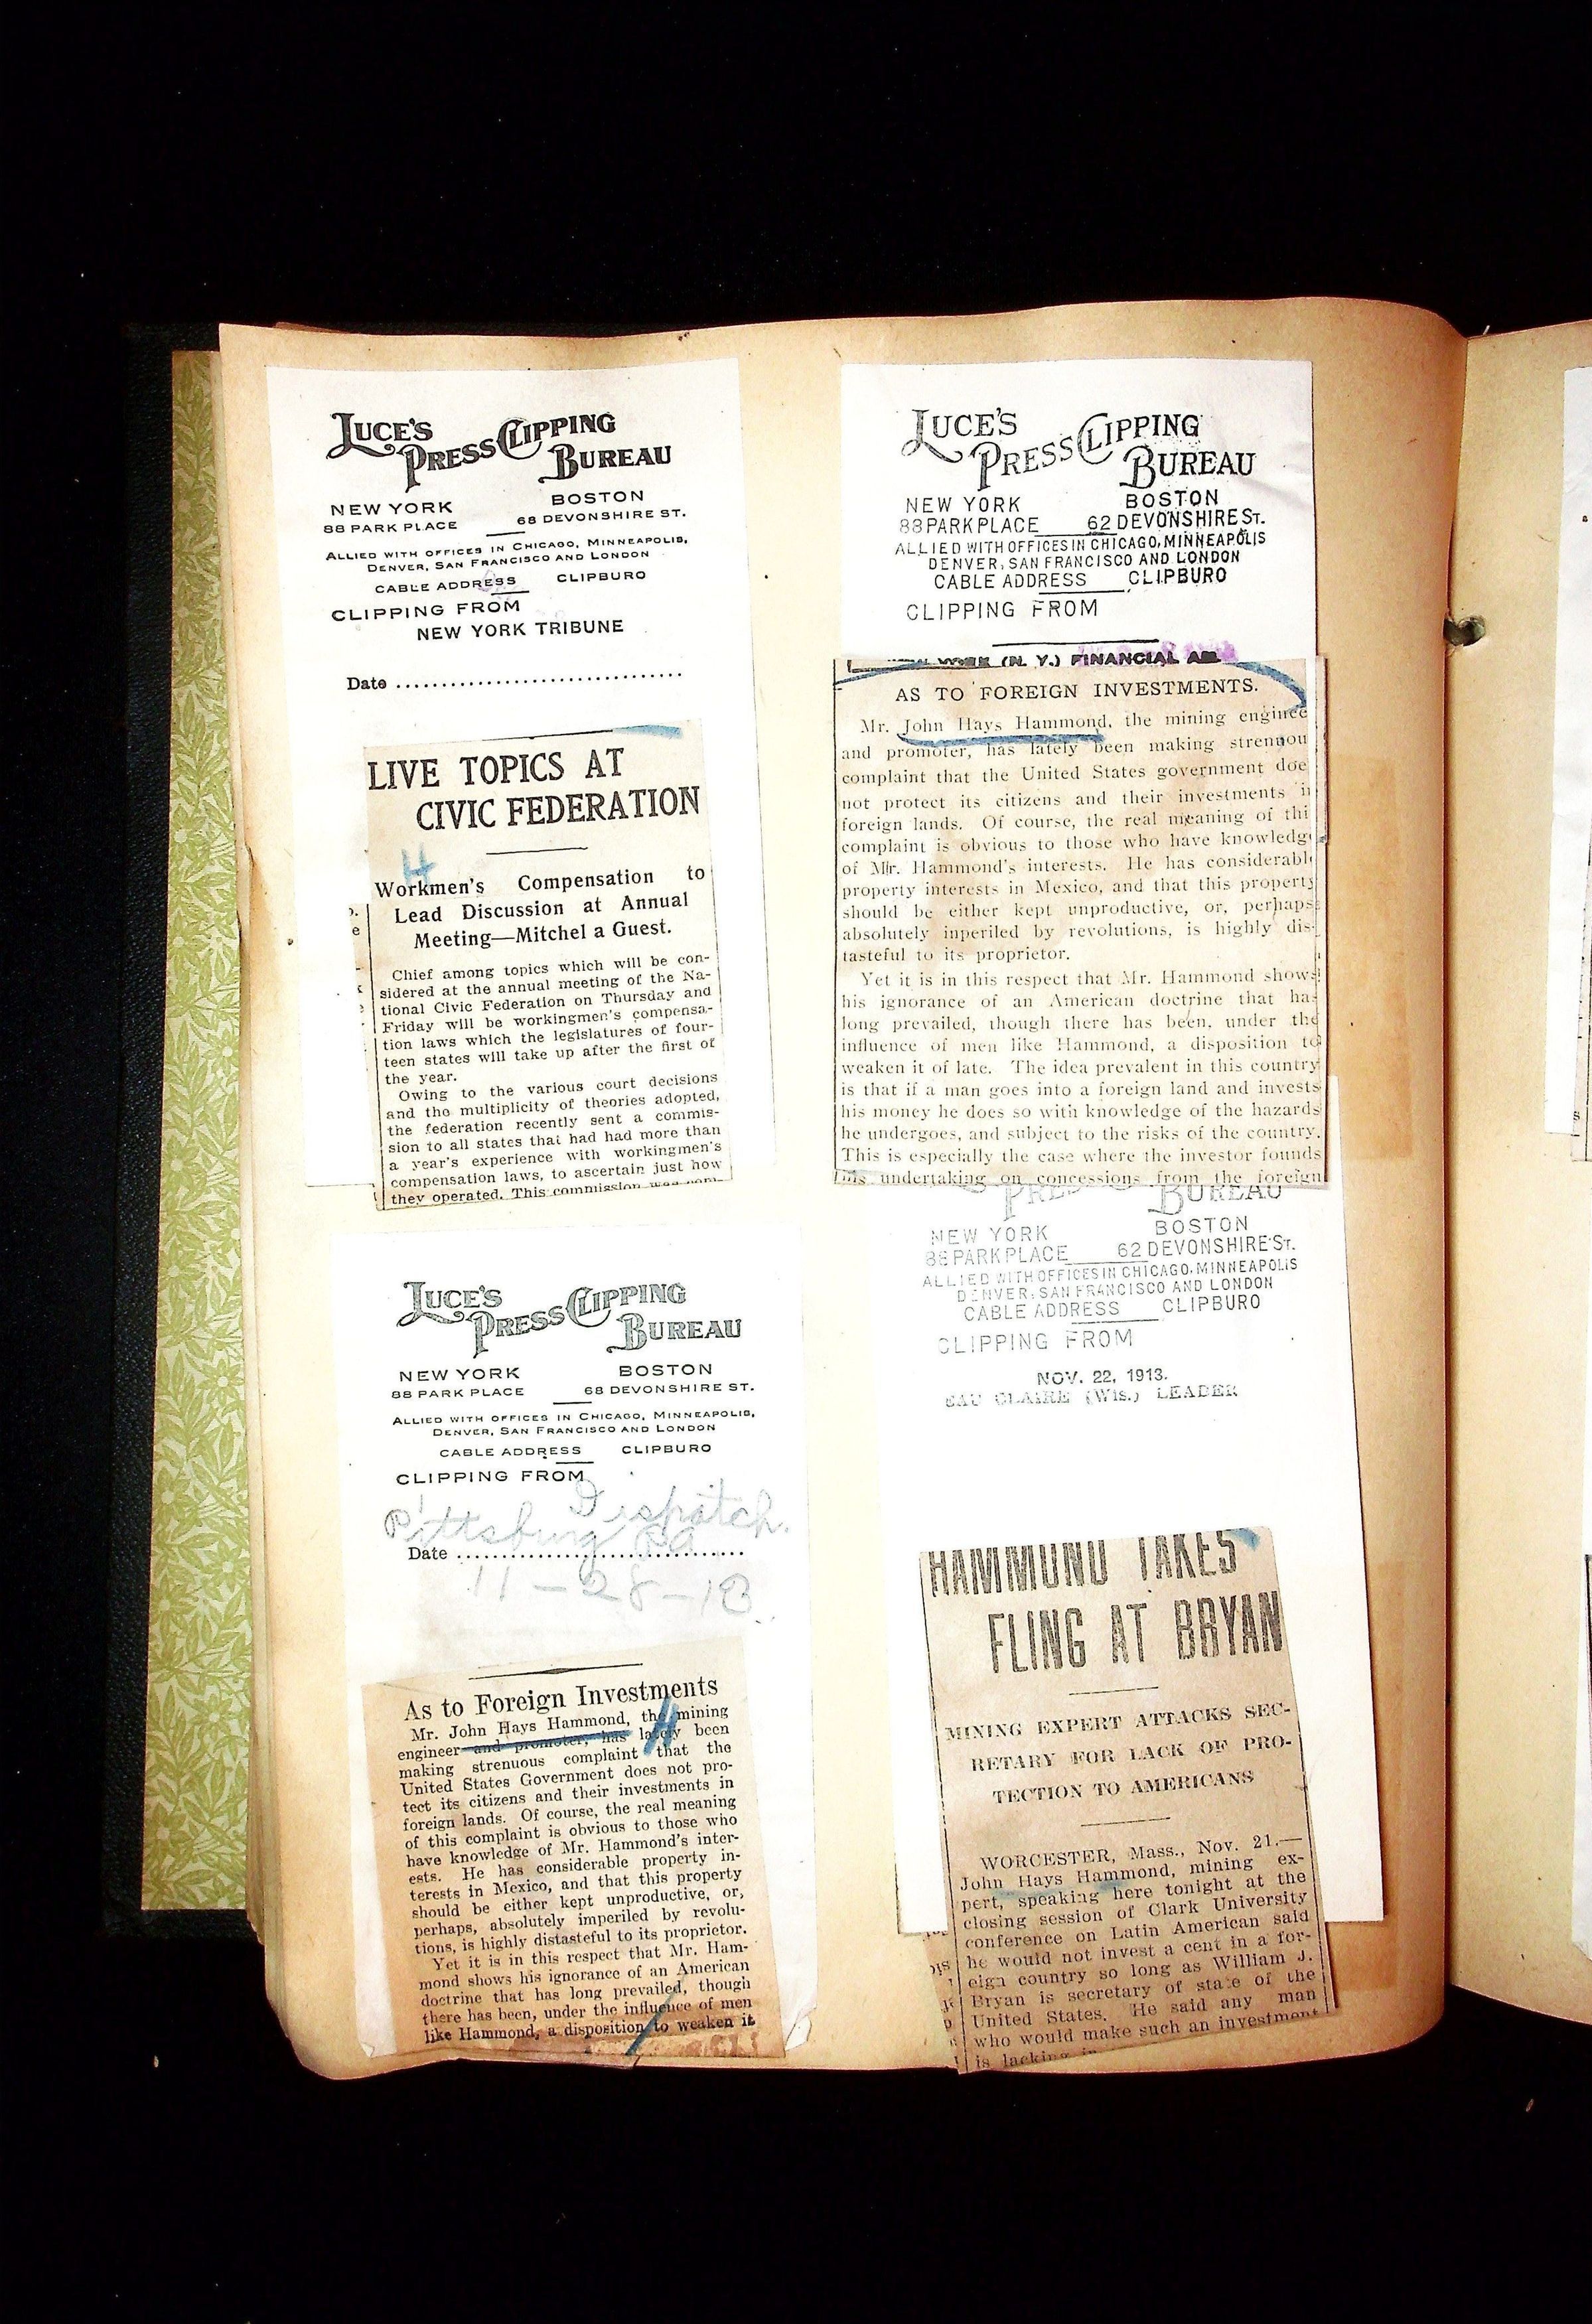 LUCE'S
PRESS CLIPPING
BUREAU
NEW YORK BOSTON
88 PARK PLACE 68 DEVONSHIRE ST.
ALLIED WITH OFFICES IN CHICAGO, MINNEAPOLIS,
DENVER, SAN FRANCISCO AND LONDON
CABLE ADDRESS CLIPBURO
CLIPPING FROM
NEW YORK TRIBUNE
Date
LIVE TOPICS AT
CIVIC FEDERATION
H
Workmen's Compensation to
Lead Discussion at Annual
Meeting—Mitchel a Guest.
Chief among topics which will be con-
sidered at the annual meeting of the Na-
tional Civic Federation on Thursday and
Friday will be workingmen's compensa-
tion laws which the legislatures of four-
teen states will take up after the first of
the year.
Owing to the various court decisions
and the multiplicity of theories adopted,
the federation recently sent a commis-
sion to all states that had had more than
a year's experience with workingmen's
compensation laws, to ascertain just how
they operated. This commission was com-
LUCE'S
PRESS CLIPPING
BUREAU
NEW YORK BOSTON
88 PARK PLACE 68 DEVONSHIRE ST.
ALLIED WITH OFFICES IN CHICAGO, MINNEAPOLIS,
DENVER, SAN FRANCISCO AND LONDON
CABLE ADDRESS CLIPBURO
CLIPPING FROM
Dispatch.
Pittsburg Pa
Date
11-28-13
As to Foreign Investments
H
Mr. John Hays Hammond, the mining
engineer and promoter, has lately been
making strenuous complaint that the
United States Government does not pro-
tect its citizens and their investments in
foreign lands. Of course, the real meaning
of this complaint is obvious to those who
have knowledge of Mr. Hammond's inter-
ests. He has considerable property in-
terests in Mexico, and that this property
should be either kept unproductive, or,
perhaps, absolutely imperiled by revolu-
tions, is highly distasteful to its proprietor.
Yet it is in this respect that Mr. Ham-
mond shows his ignorance of an American
doctrine that has long prevailed, though
there has been, under the influence of men
like Hammond, a disposition to weaken it
LUCE'S
PRESS CLIPPING
BUREAU
NEW YORK BOSTON
88 PARK PLACE 62 DEVONSHIRE ST.
ALLIED WITH OFFICES IN CHICAGO, MINNEAPOLIS
DENVER, SAN FRANCISCO AND LONDON
CABLE ADDRESS CLIPBURO
CLIPPING FROM
YORK (N. Y.) FINANCIAL
AS TO FOREIGN INVESTMENTS.
Mr. John Hays Hammond, the mining enginee
and promoter, has lately been making strenuou
complaint that the United States government doe
not protect its citizens and their investments i
foreign lands. Of course, the real meaning of thi
complaint is obvious to those who have knowledg
of Mr. Hammond's interests. He has considerabl
property interests in Mexico, and that this property
should be either kept unproductive, or, perhaps
absolutely inperiled by revolutions, is highly dis-
tasteful to its proprietor.
Yet it is in this respect that Mr. Hammond shows
his ignorance of an American doctrine that has
long prevailed, though there has been, under the
influence of men like Hammond, a disposition to
weaken it of late. The idea prevalent in this country
is that if a man goes into a foreign land and invests
his money he does so with knowledge of the hazards
he undergoes, and subject to the risks of the country.
This is especially the case where the investor founds
his undertaking on concessions from the foreign
PRESS BUREAU
NEW YORK BOSTON
88 PARK PLACE 62 DEVONSHIRE ST.
ALLIED WITH OFFICES IN CHICAGO, MINNEAPOLIS
DENVER, SAN FRANCISCO AND LONDON
CABLE ADDRESS CLIPBURO
CLIPPING FROM
NOV. 22, 1913.
EAU CLAIRE (Wis.) LEADER
HAMMOND TAKES
FLING AT BRYAN
MINING EXPERT ATTACKS SEC-
RETARY FOR LACK OF PRO-
TECTION TO AMERICANS
WORCESTER, Mass., Nov. 21.—
John Hays Hammond, mining ex-
pert, speaking here tonight at the
closing session of Clark University
conference on Latin American said
he would not invest a cent in a for-
eign country so long as William J.
Bryan is secretary of state of the
United States. He said any man
who would make such an investment
is lacking in